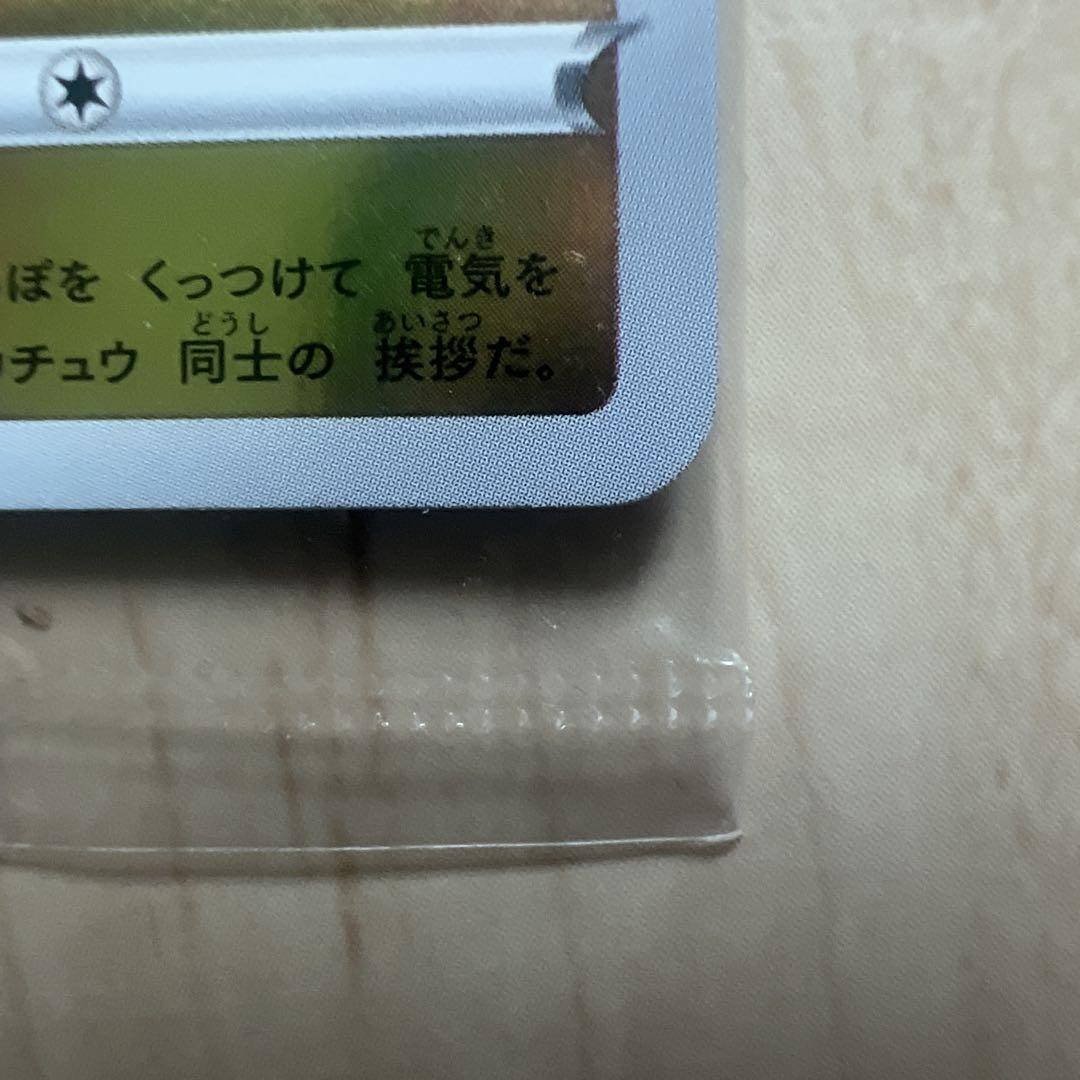 ぽを くっつけて 電気を
でんき
チュウ 同士の 挨拶だ。
どうし あいさつ